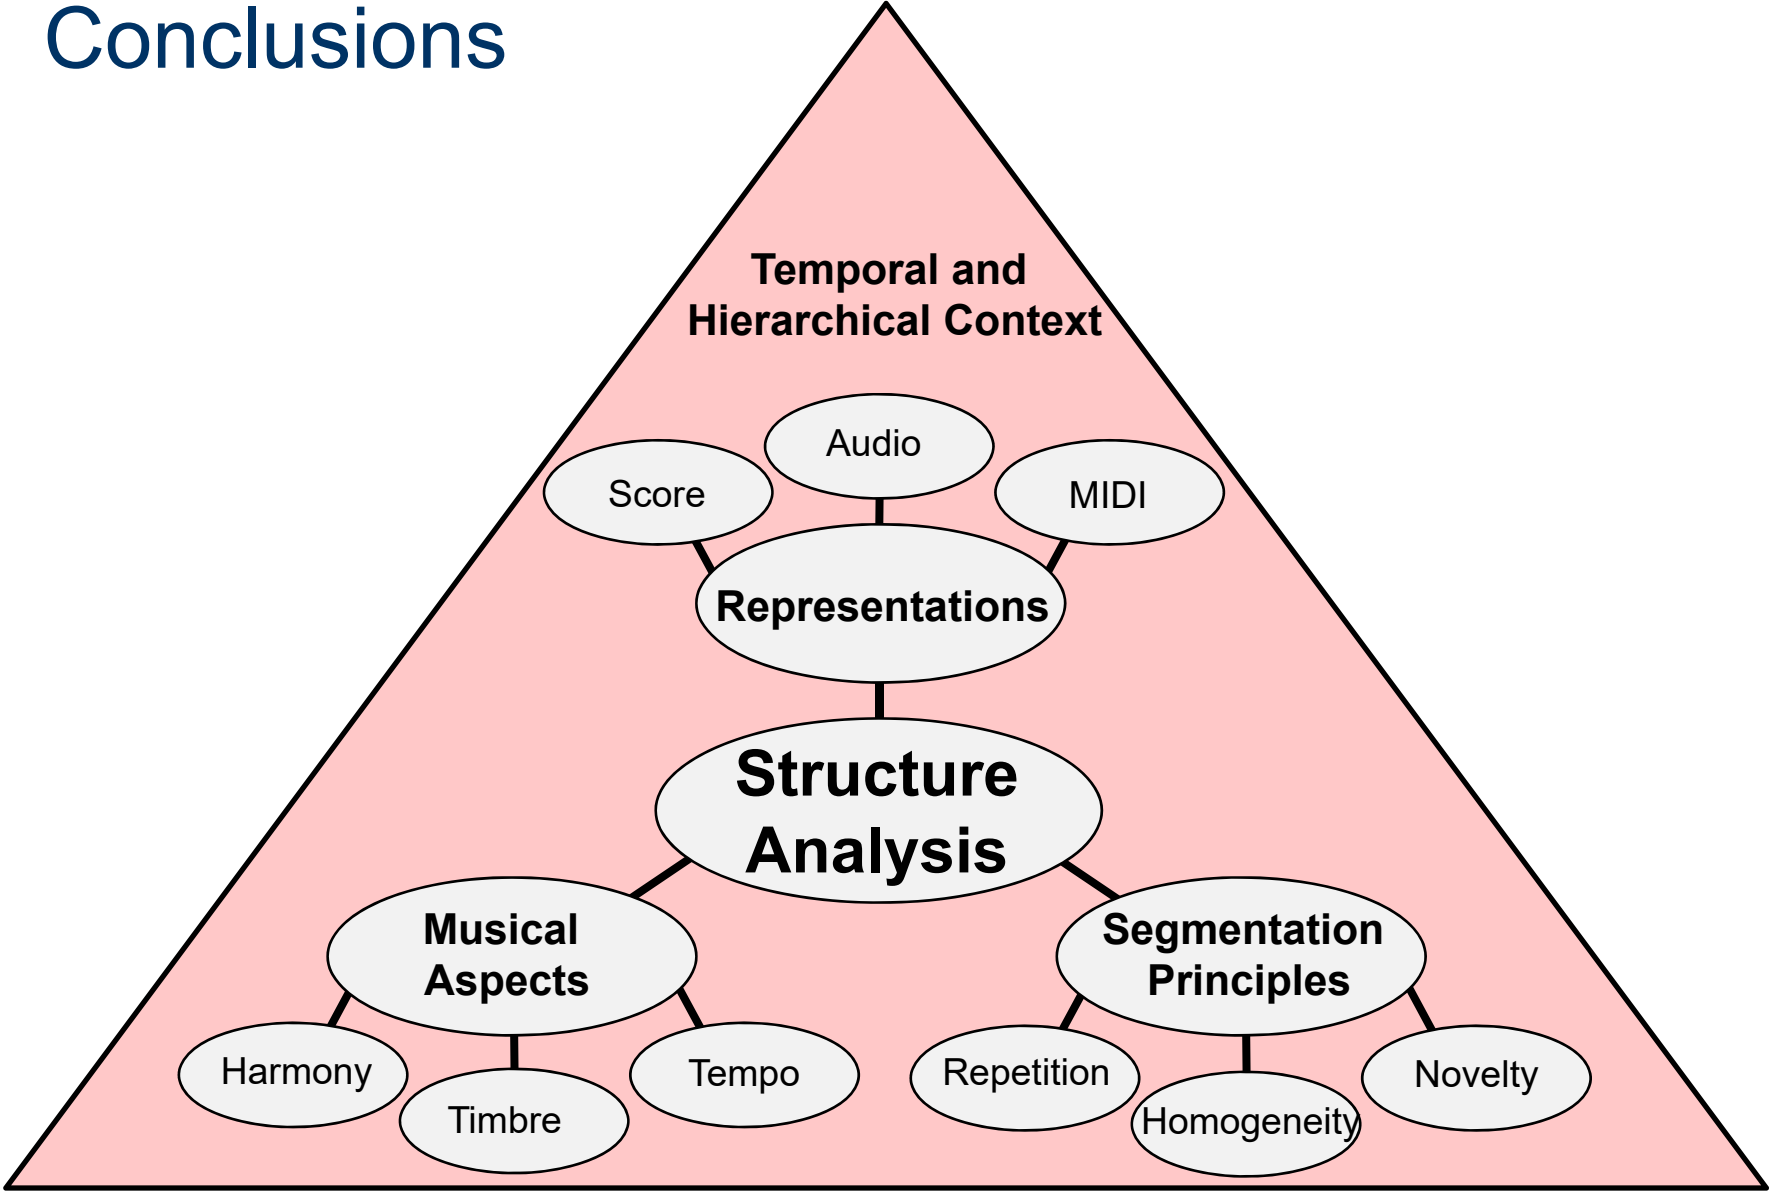 Conclusions
Temporal and
Hierarchical Context
Audio
Score
MIDI
Representations
Structure
Analysis
Musical
Aspects
Segmentation
Principles
Harmony
Timbre
Tempo
Repetition
Homogeneity
Novelty